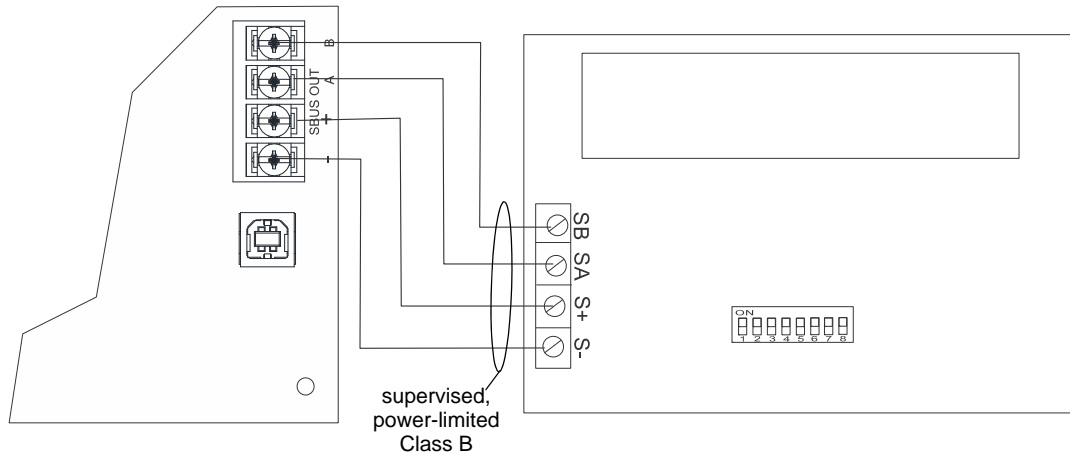 B
A
+
-
SBUS OUT
SB
SA
S+
S-
ON
1 2 3 4 5 6 7 8
supervised,
power-limited
Class B